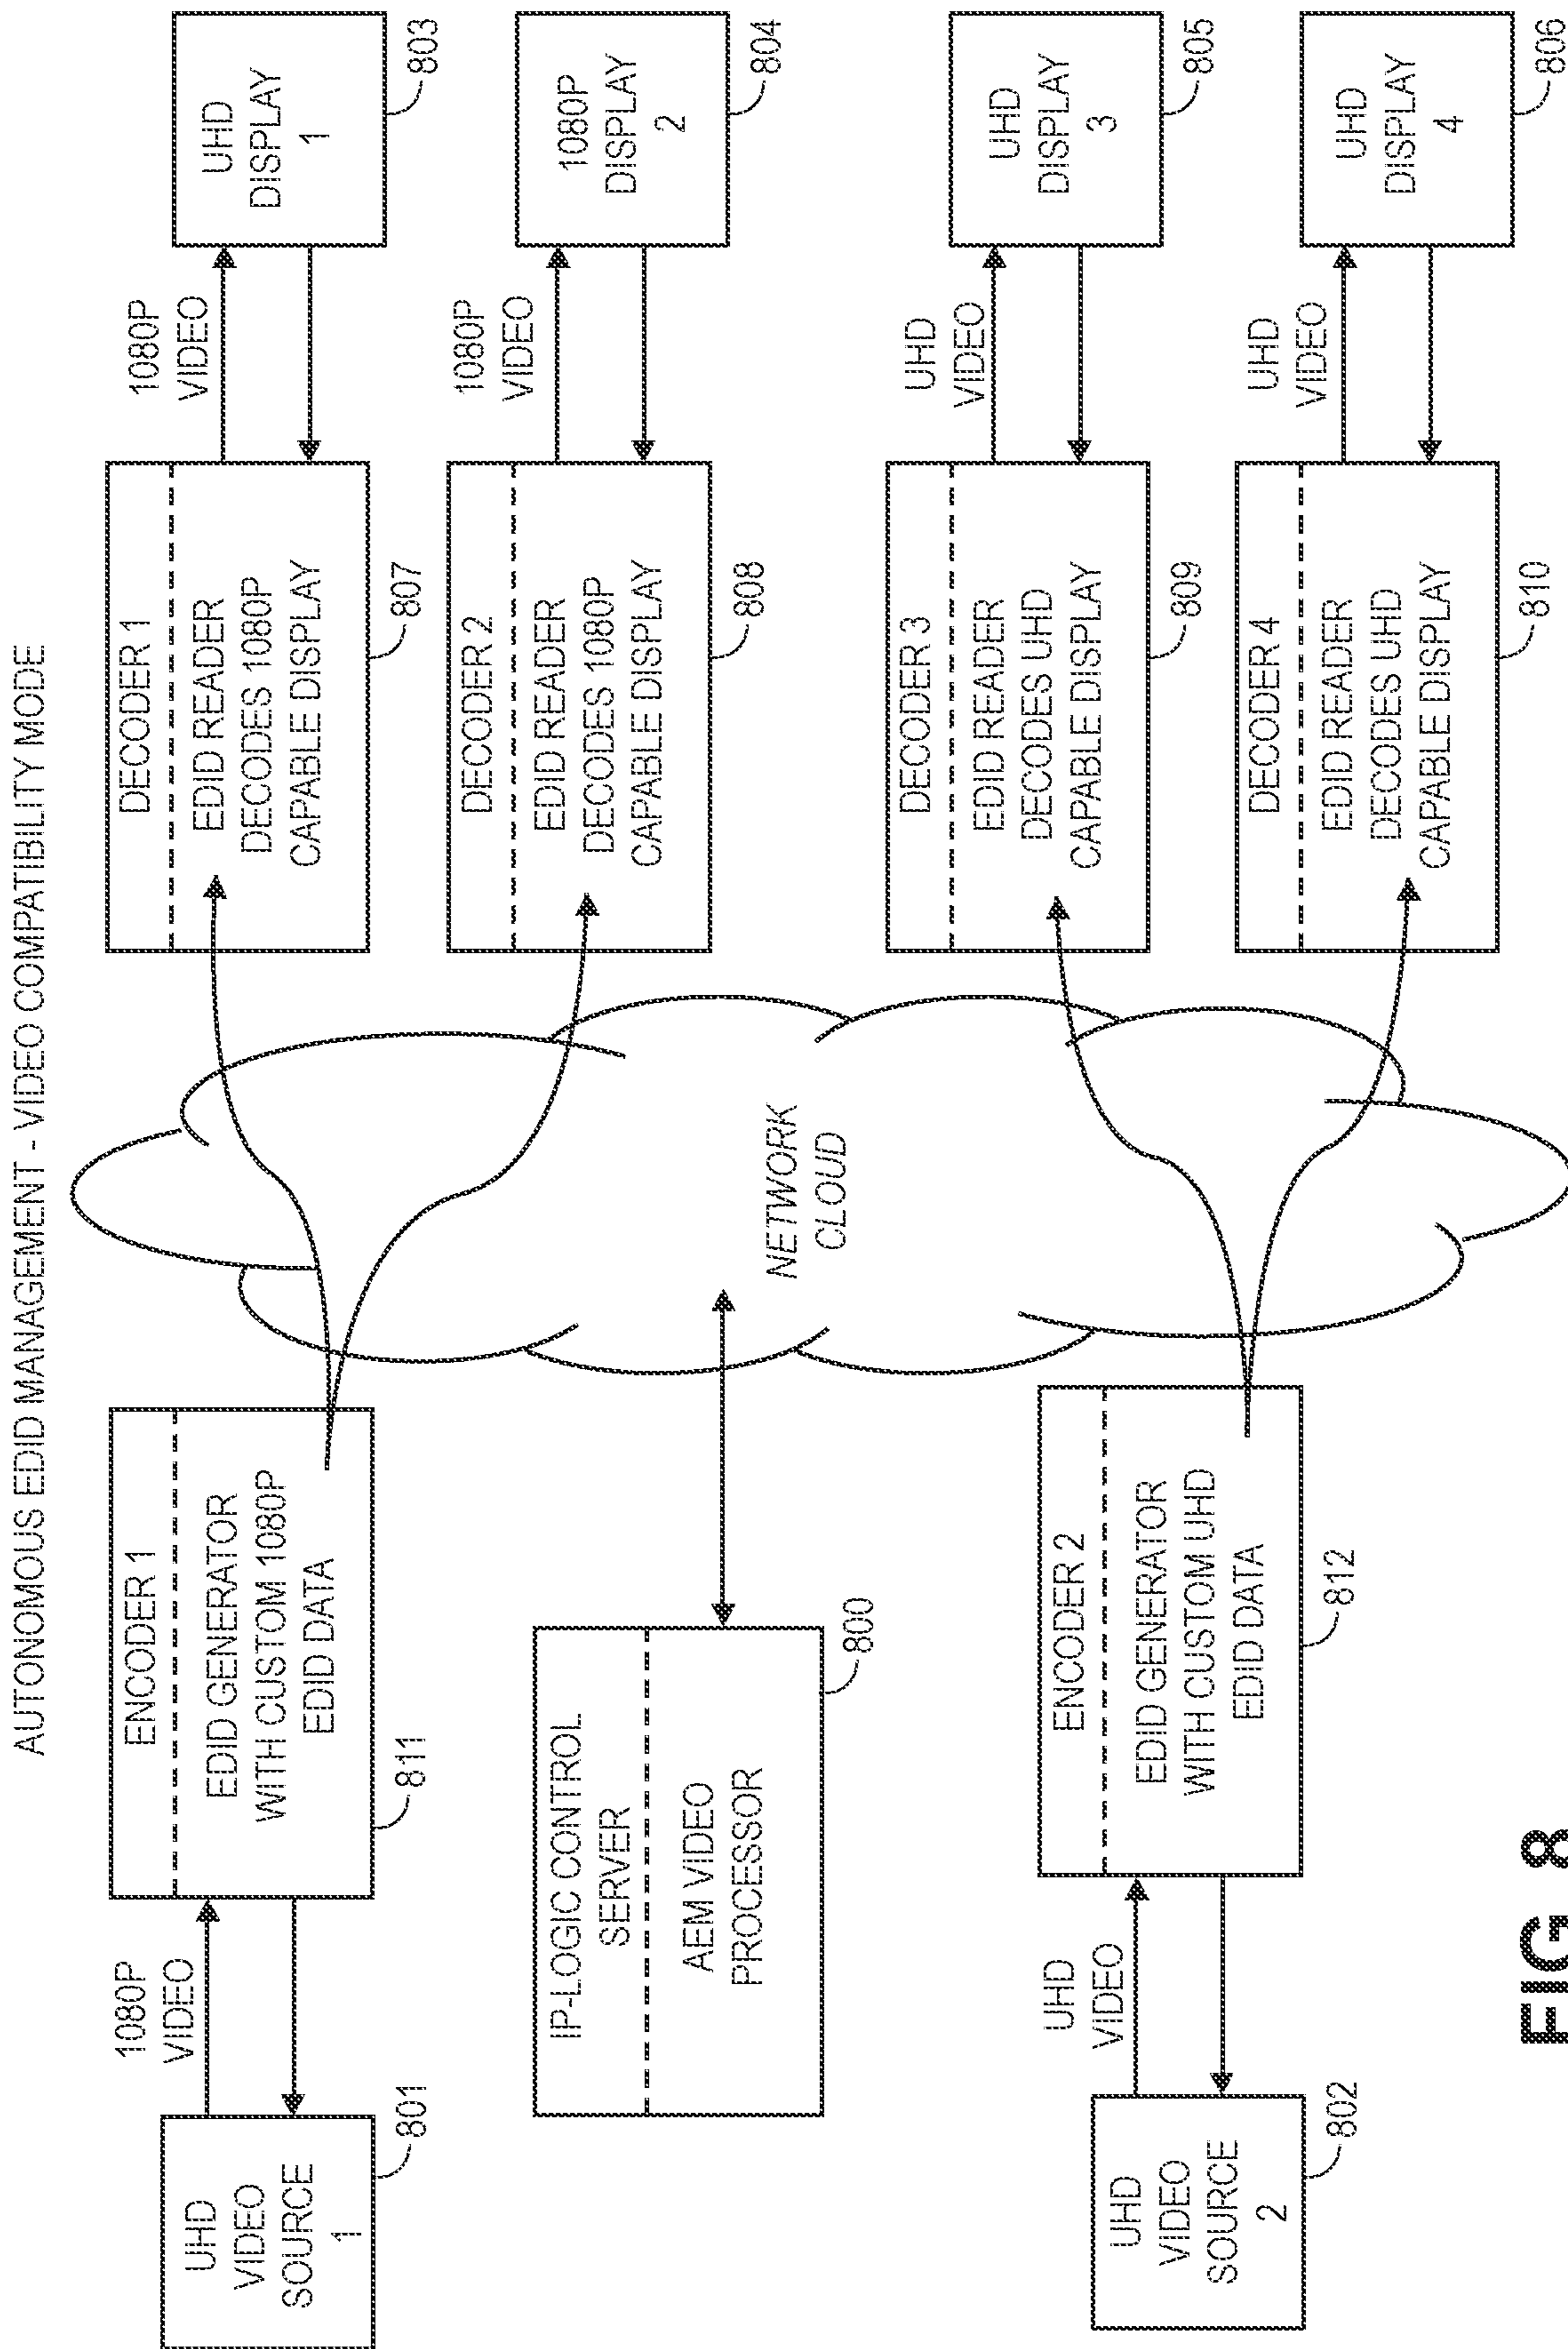 AUTONOMOUS EDID MANAGEMENT - VIDEO COMPATIBILITY MODE
UHD
VIDEO
SOURCE
1
801
1080P
VIDEO
ENCODER 1
EDID GENERATOR
WITH CUSTOM 1080P
EDID DATA
811
DECODER 1
EDID READER
DECODES 1080P
CAPABLE DISPLAY
807
1080P
VIDEO
UHD
DISPLAY
1
803
DECODER 2
EDID READER
DECODES 1080P
CAPABLE DISPLAY
808
1080P
VIDEO
1080P
DISPLAY
2
804
IP-LOGIC CONTROL
SERVER
AEM VIDEO
PROCESSOR
800
NETWORK
CLOUD
UHD
VIDEO
SOURCE
2
802
UHD
VIDEO
ENCODER 2
EDID GENERATOR
WITH CUSTOM UHD
EDID DATA
812
DECODER 3
EDID READER
DECODES UHD
CAPABLE DISPLAY
809
UHD
VIDEO
UHD
DISPLAY
3
805
DECODER 4
EDID READER
DECODES UHD
CAPABLE DISPLAY
810
UHD
VIDEO
UHD
DISPLAY
4
806
FIG 8